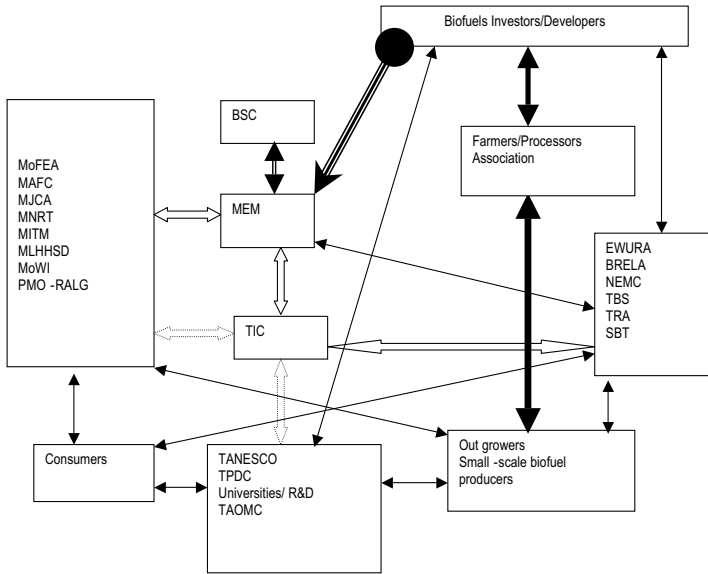 Biofuels Investors/Developers
BSC
Farmers/Processors
Association
MoFEA
MAFC
MJCA
MNRT
MITM
MLHHSD
MoWI
PMO -RALG
MEM
EWURA
BRELA
NEMC
TBS
TRA
SBT
TIC
Consumers
TANESCO
TPDC
Universities/ R&D
TAOMC
Out growers
Small -scale biofuel
producers